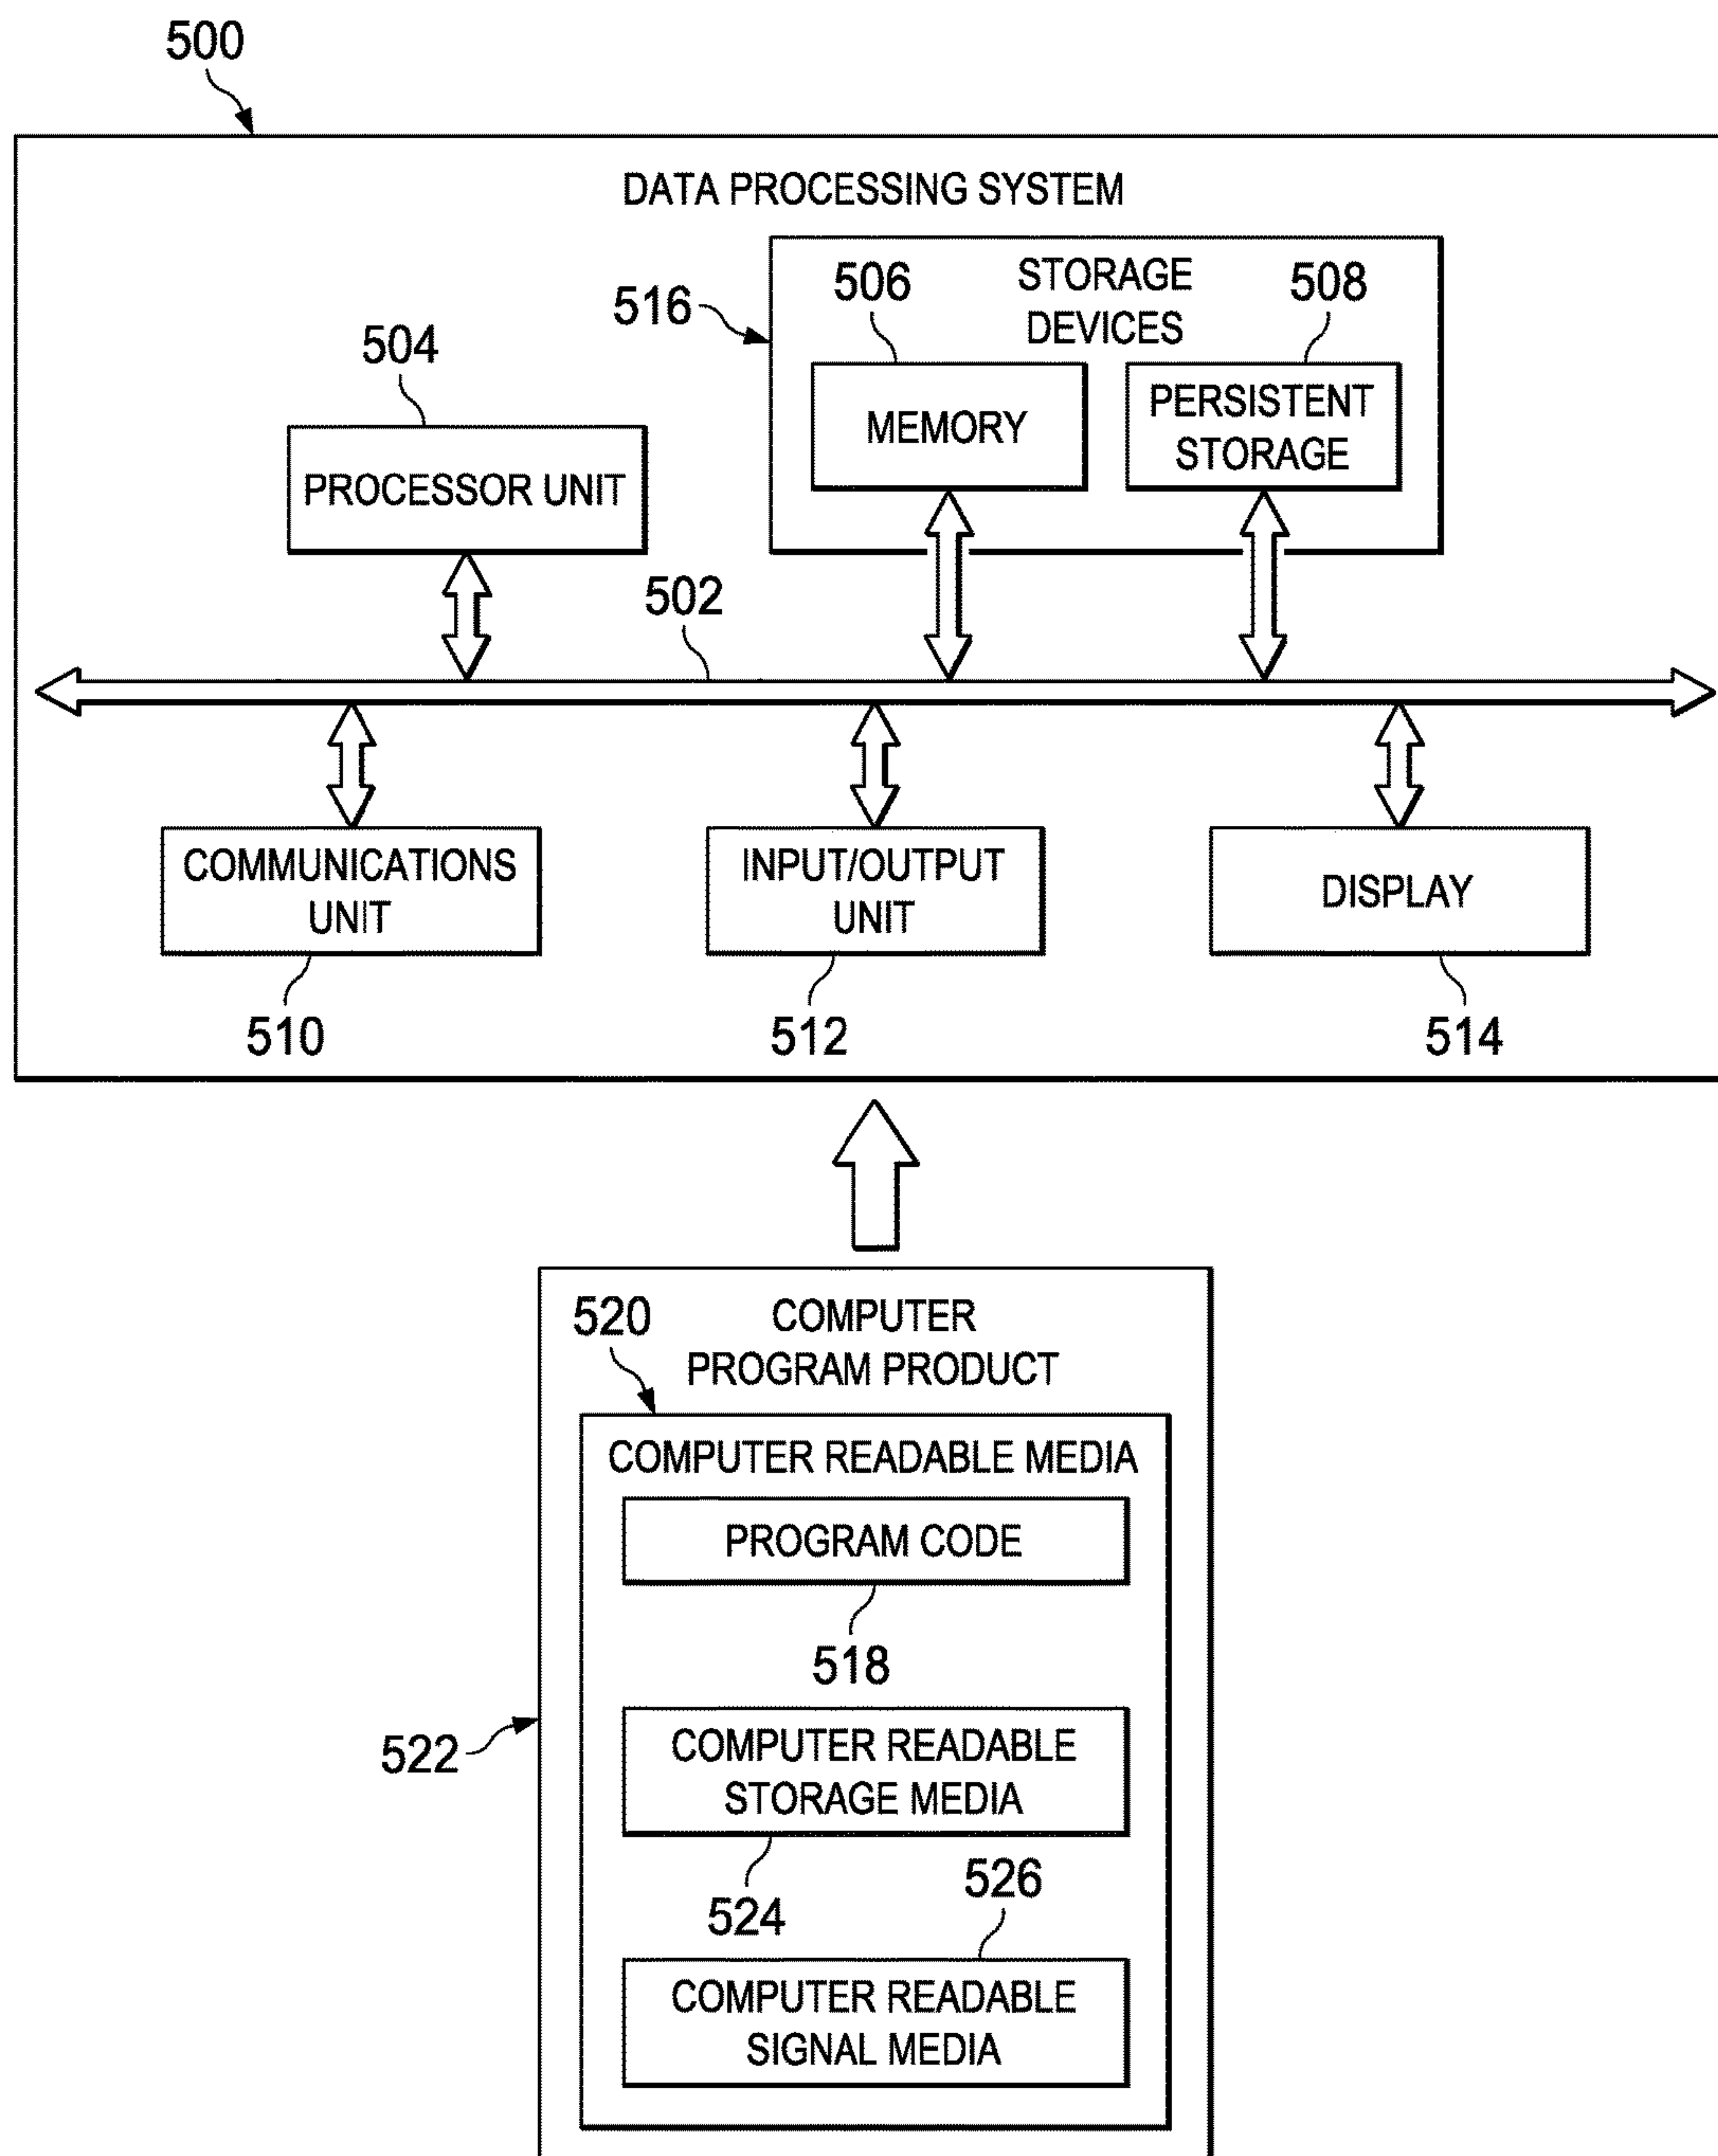 500
DATA PROCESSING SYSTEM
516
506
STORAGE
DEVICES
508
504
MEMORY
PERSISTENT
STORAGE
PROCESSOR UNIT
502
COMMUNICATIONS
UNIT
INPUT/OUTPUT
UNIT
DISPLAY
510
512
514
520
COMPUTER
PROGRAM PRODUCT
COMPUTER READABLE MEDIA
PROGRAM CODE
518
522
COMPUTER READABLE
STORAGE MEDIA
524
526
COMPUTER READABLE
SIGNAL MEDIA